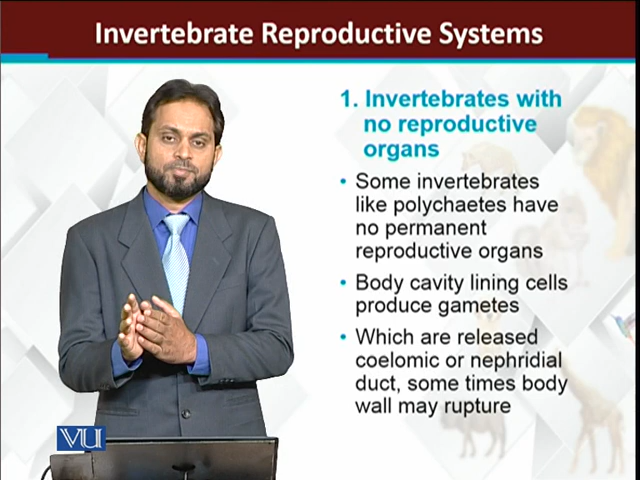 Invertebrate Reproductive Systems
1. Invertebrates with
no reproductive
organs
• Some invertebrates
like polychaetes have
no permanent
reproductive organs
• Body cavity lining cells
produce gametes
• Which are released
coelomic or nephridial
duct, some times body
wall may rupture
VU